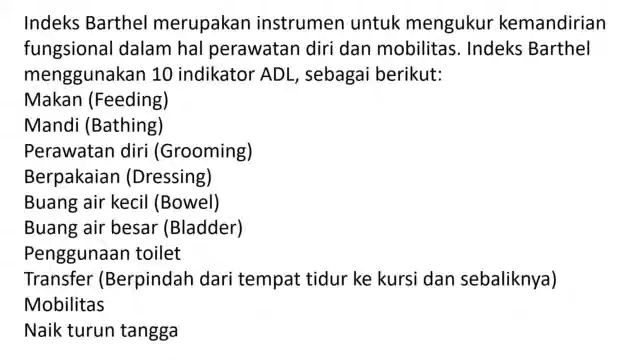 Indeks Barthel merupakan instrumen untuk mengukur kemandirian
fungsional dalam hal perawatan diri dan mobilitas. Indeks Barthel
menggunakan 10 indikator ADL, sebagai berikut:
Makan (Feeding)
Mandi (Bathing)
Perawatan diri (Grooming)
Berpakaian (Dressing)
Buang air kecil (Bowel)
Buang air besar (Bladder)
Penggunaan toilet
Transfer (Berpindah dari tempat tidur ke kursi dan sebaliknya)
Mobilitas
Naik turun tangga